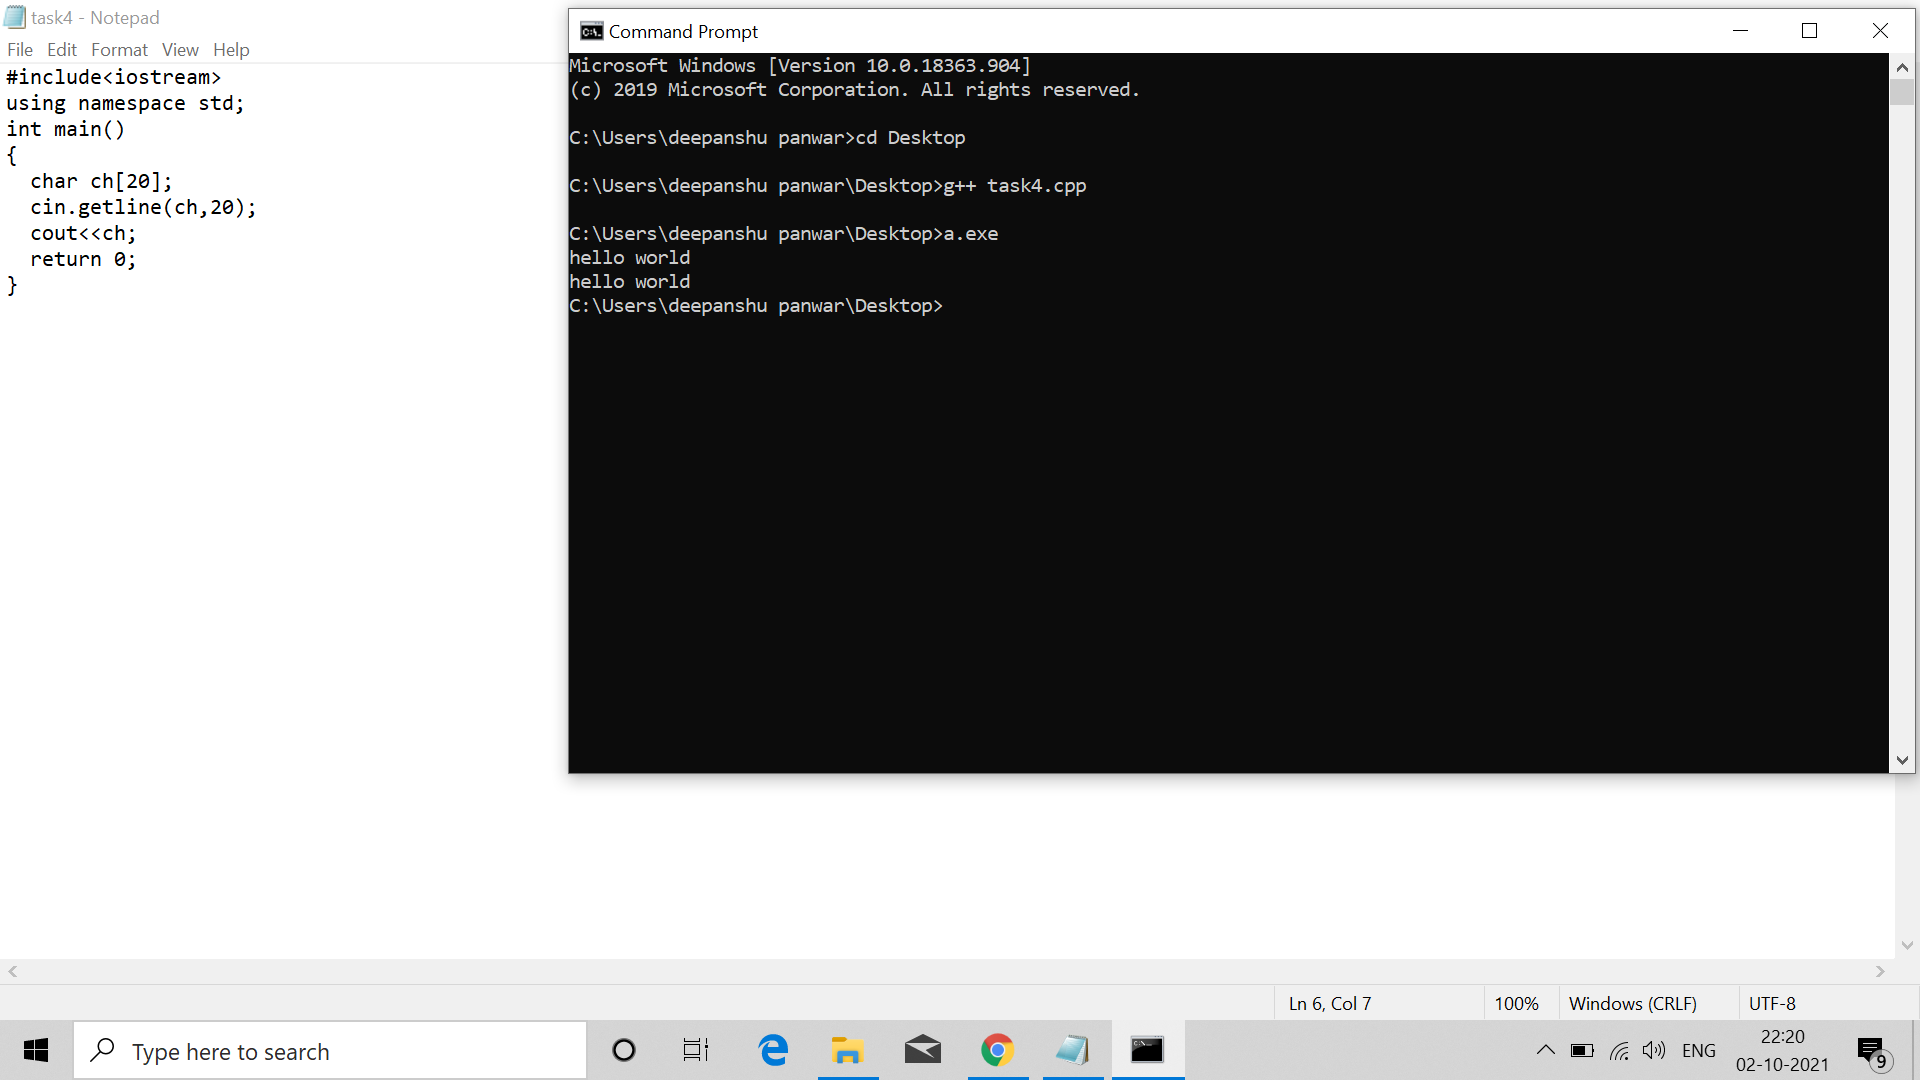 task4 - Notepad
File Edit Format View Help
#include<iostream>
using namespace std;
int main()
{
  char ch[20];
  cin.getline(ch,20);
  cout<<ch;
  return 0;
}
Command Prompt
Microsoft Windows [Version 10.0.18363.904]
(c) 2019 Microsoft Corporation. All rights reserved.
C:\Users\deepanshu panwar>cd Desktop
C:\Users\deepanshu panwar\Desktop>g++ task4.cpp
C:\Users\deepanshu panwar\Desktop>a.exe
hello world
hello world
C:\Users\deepanshu panwar\Desktop>
Ln 6, Col 7 100% Windows (CRLF) UTF-8
Type here to search
ENG
22:20
02-10-2021
9